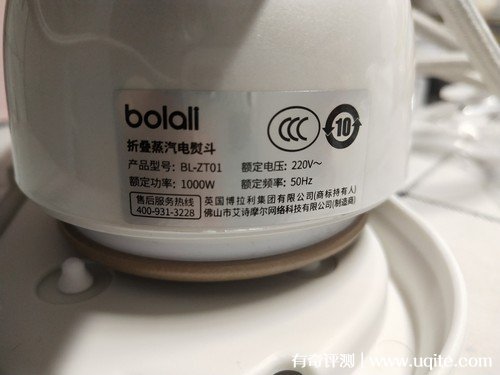 bolali
折叠蒸汽电熨斗
产品型号: BL-ZT01
额定电压: 220V~
额定功率: 1000W
额定频率: 50Hz
CCC
10
售后服务热线
400-931-3228
英国博拉利集团有限公司(商标持有人)
佛山市艾诗摩尔网络科技有限公司(制造商)
有奇评测 | www.uqite.com